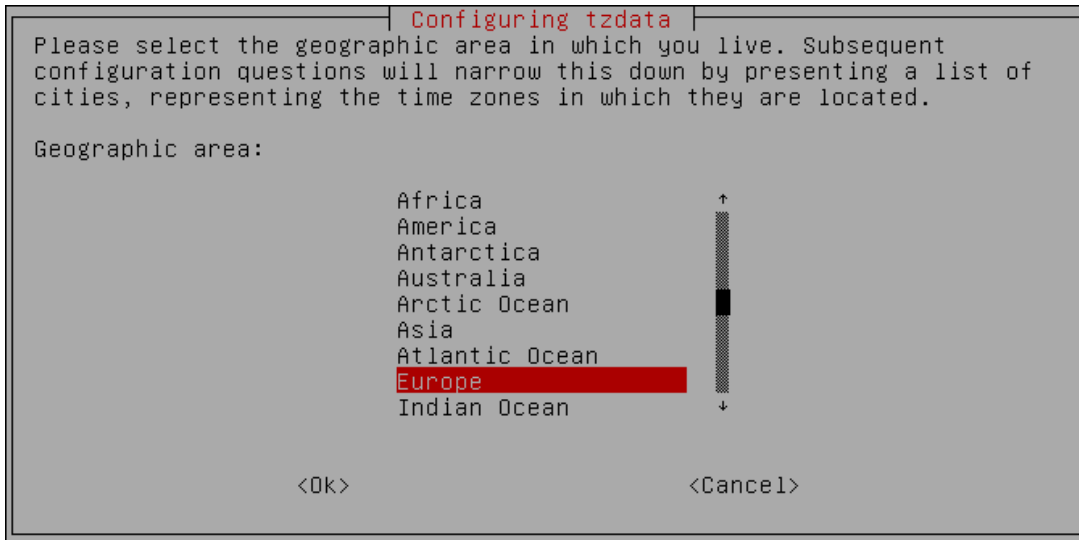 Configuring tzdata
Please select the geographic area in which you live. Subsequent
configuration questions will narrow this down by presenting a list of
cities, representing the time zones in which they are located.
Geographic area:
Africa
America
Antarctica
Australia
Arctic Ocean
Asia
Atlantic Ocean
Europe
Indian Ocean
<Ok> <Cancel>